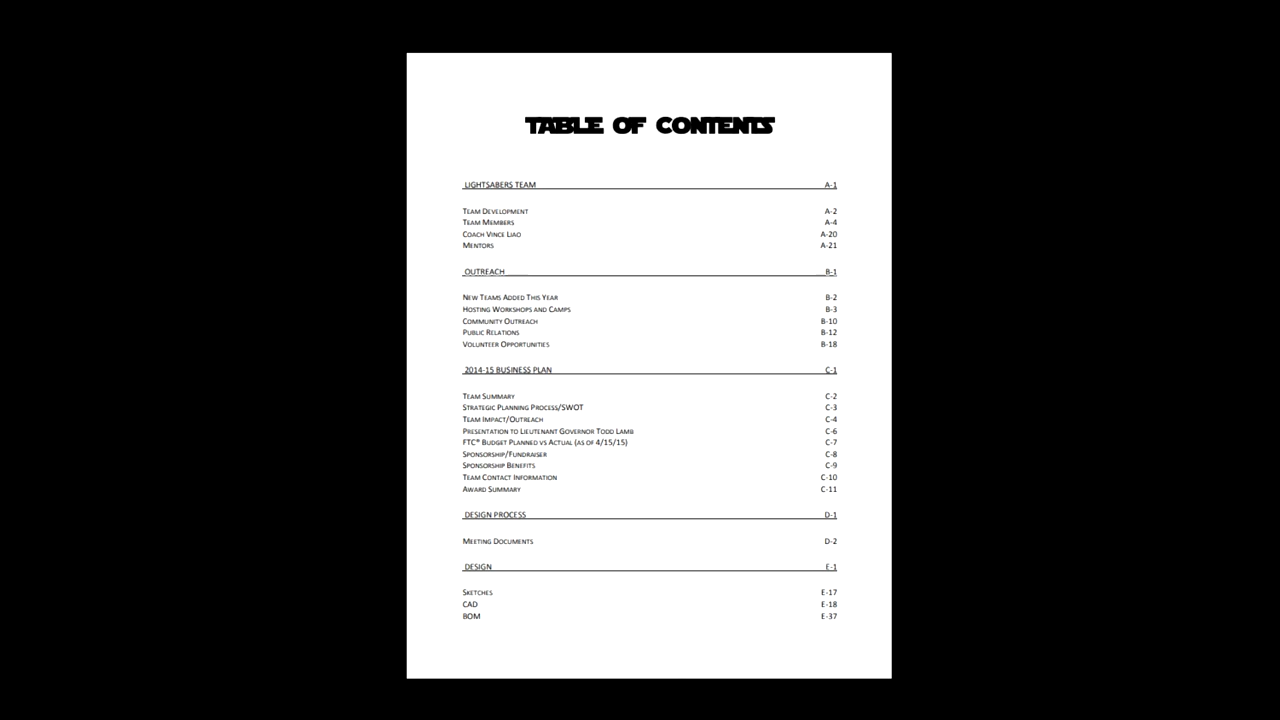 TABLE OF CONTENTS
LIGHTSABERS TEAM A-1
Team Development A-2
Team Members A-4
Coach Vince Liao A-20
Mentors A-21
OUTREACH B-1
New Teams Added This Year B-2
Hosting Workshops and Camps B-3
Community Outreach B-10
Public Relations B-12
Volunteer Opportunities B-18
2014-15 BUSINESS PLAN C-1
Team Summary C-2
Strategic Planning Process/SWOT C-3
Team Impact/Outreach C-4
Presentation to Lieutenant Governor Todd Lamb C-6
FTC® Budget Planned vs Actual (as of 4/15/15) C-7
Sponsorship/Fundraiser C-8
Sponsorship Benefits C-9
Team Contact Information C-10
Award Summary C-11
DESIGN PROCESS D-1
Meeting Documents D-2
DESIGN E-1
Sketches E-17
CAD E-18
BOM E-37